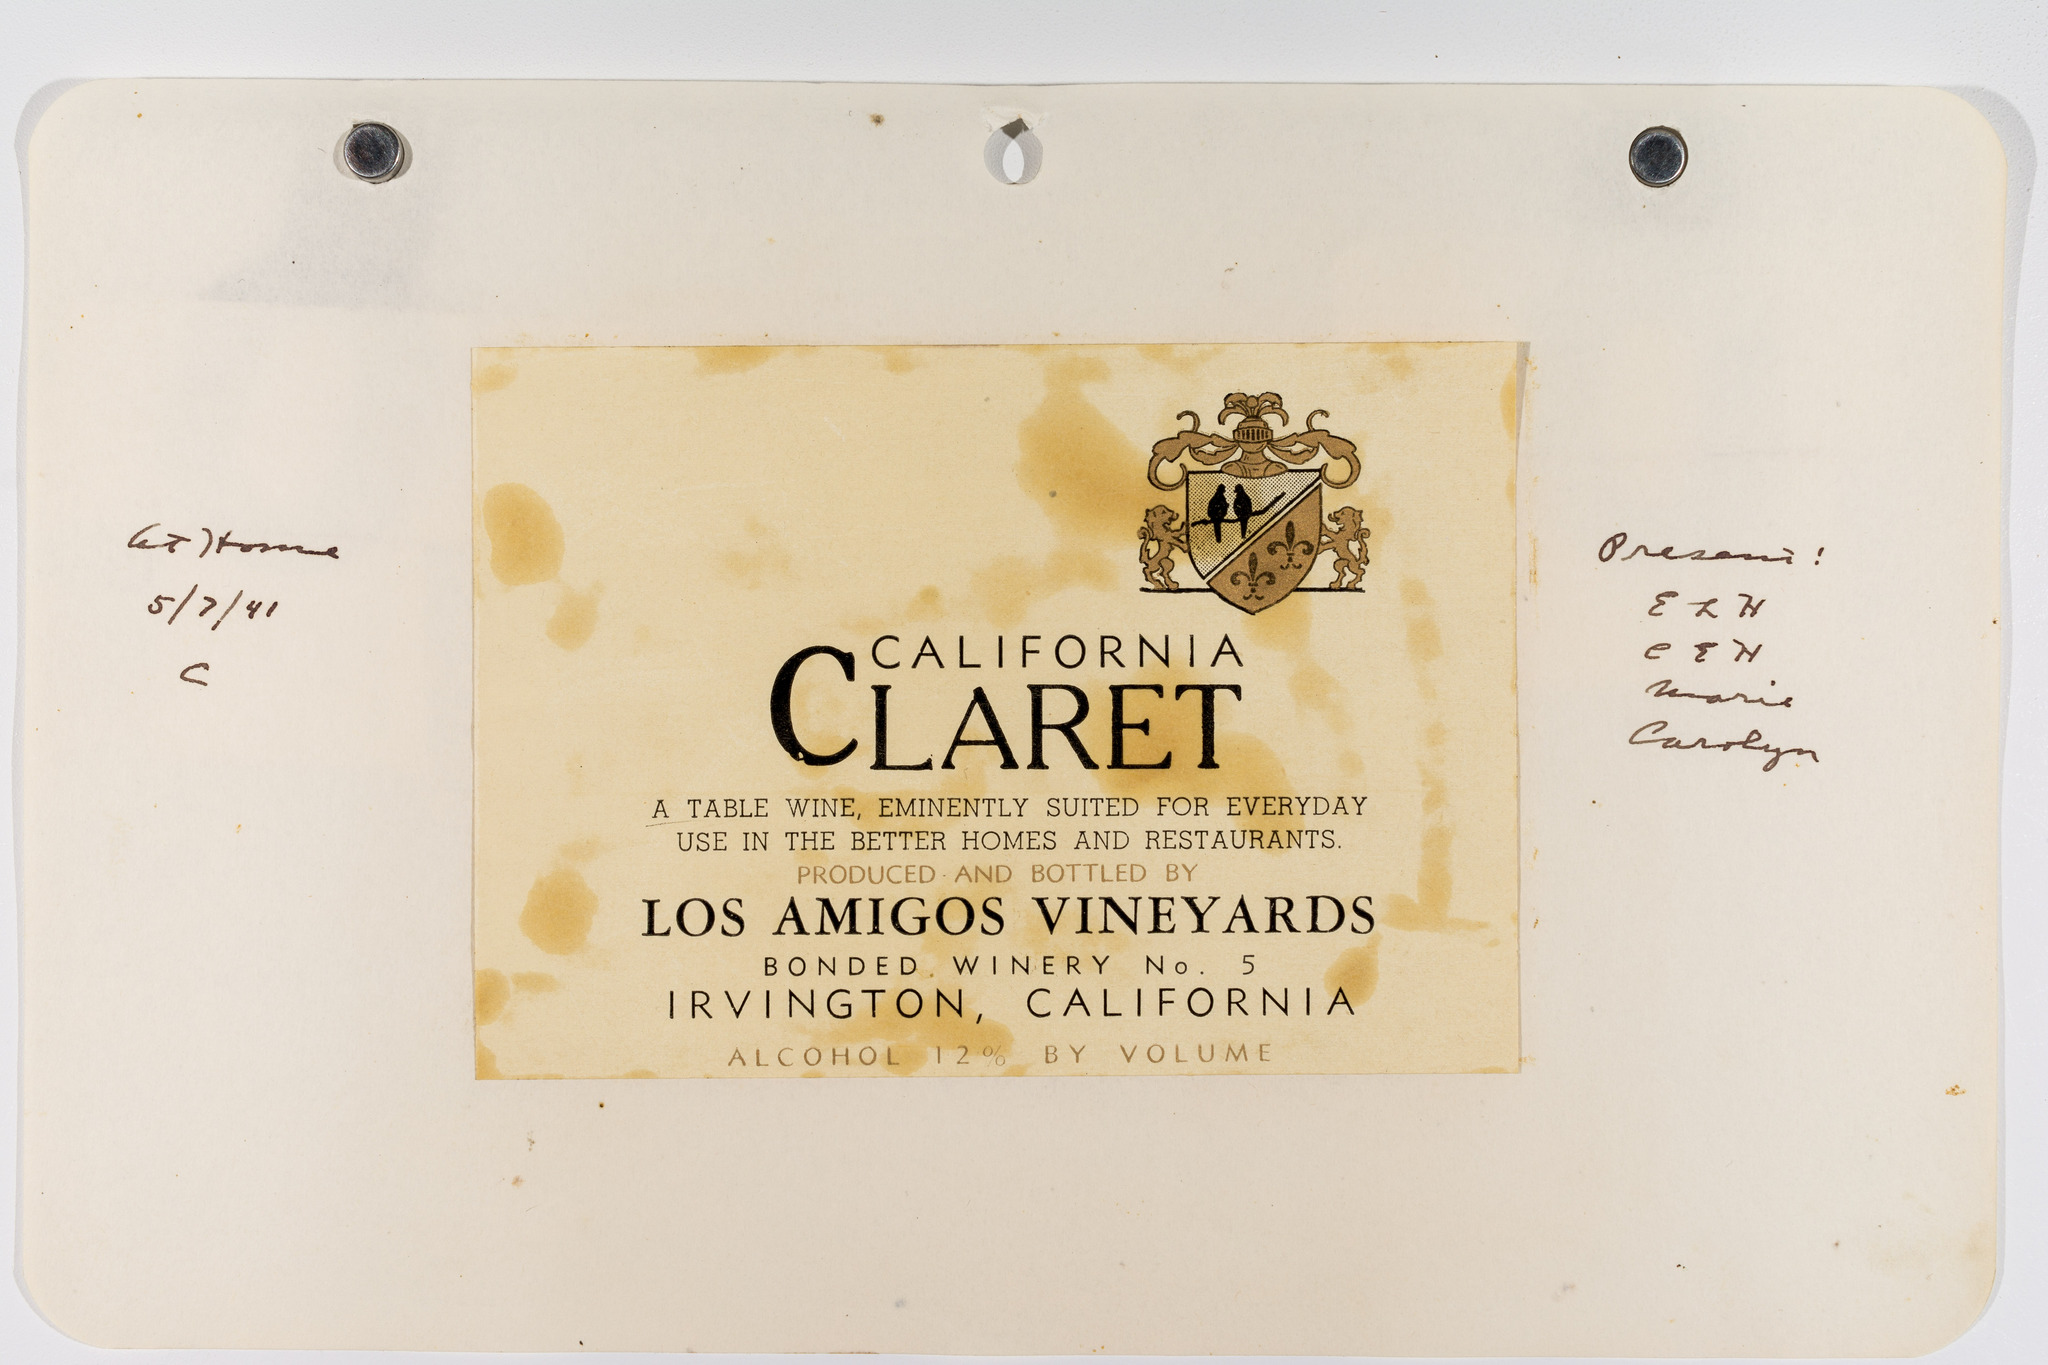 At Home
5/7/41
C
CALIFORNIA
CLARET
A TABLE WINE, EMINENTLY SUITED FOR EVERYDAY
USE IN THE BETTER HOMES AND RESTAURANTS.
PRODUCED AND BOTTLED BY
LOS AMIGOS VINEYARDS
BONDED WINERY No. 5
IRVINGTON, CALIFORNIA
ALCOHOL 12% BY VOLUME
Present:
E L H
C E H
Marie
Carolyn